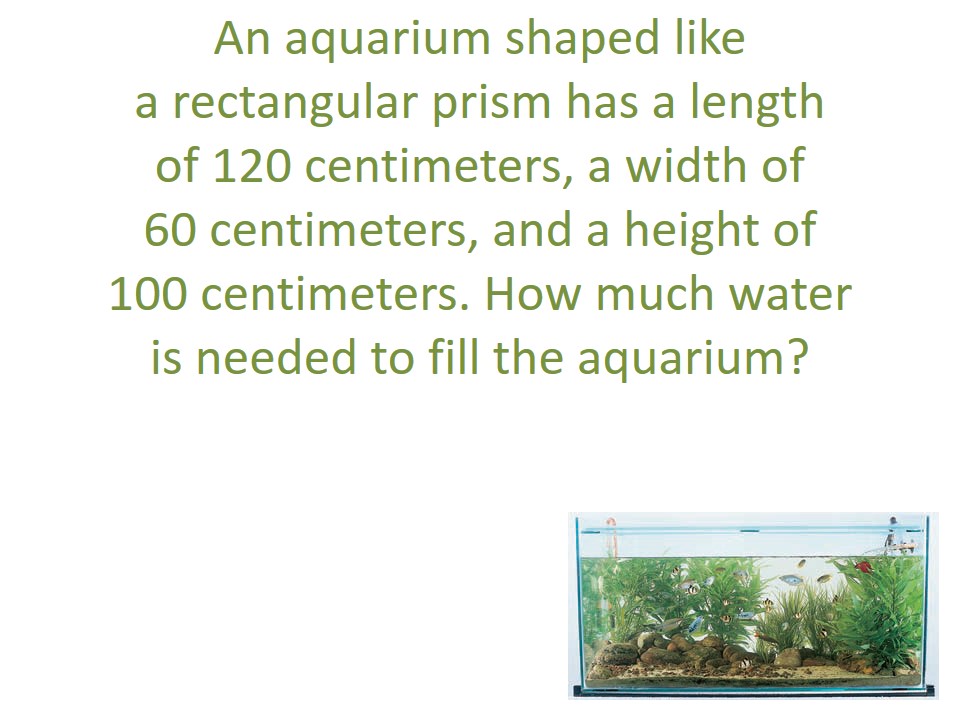 An aquarium shaped like
a rectangular prism has a length
of 120 centimeters, a width of
60 centimeters, and a height of
100 centimeters. How much water
is needed to fill the aquarium?